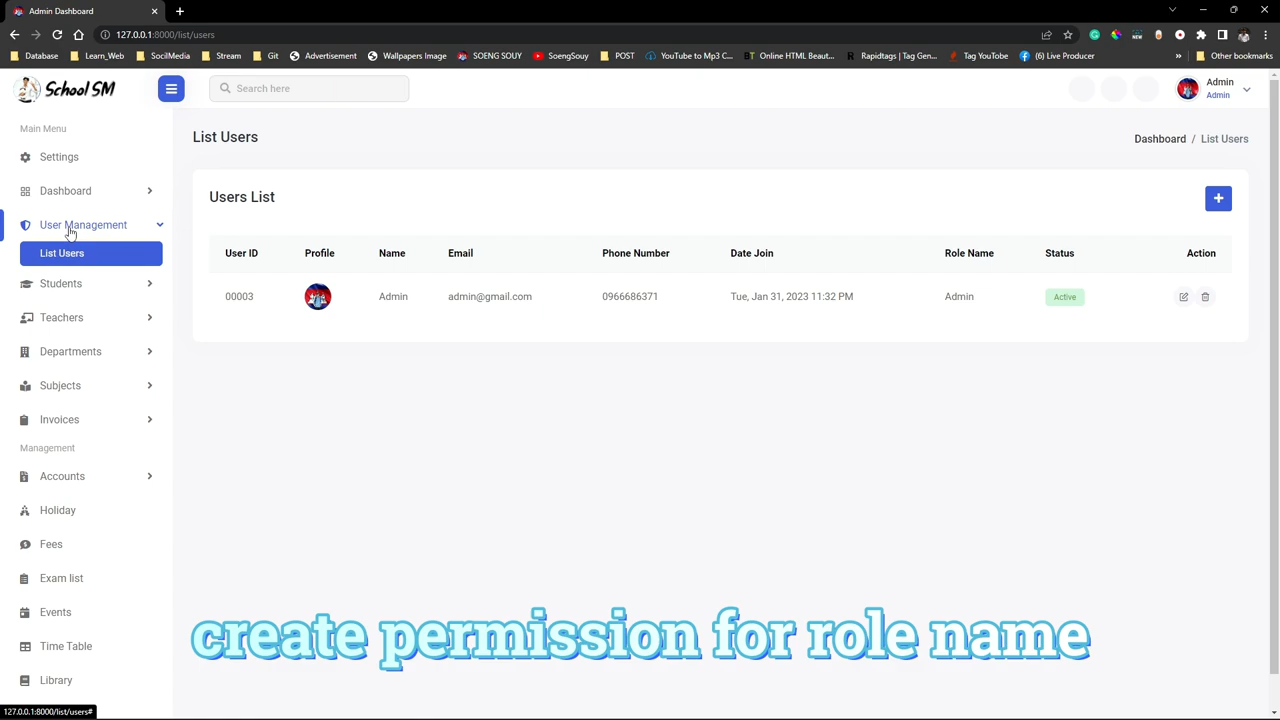 Admin Dashboard
127.0.0.1:8000/list/users
Database Learn_Web SocilMedia Stream Git Advertisement Wallpapers Image SOENG SOUY SoengSouy POST YouTube to Mp3 C... Online HTML Beaut... Rapidtags | Tag Gen... Tag YouTube (6) Live Producer » Other bookmarks
School SM
Search here
Admin
Admin
Main Menu
Settings
Dashboard
User Management
List Users
Students
Teachers
Departments
Subjects
Invoices
Management
Accounts
Holiday
Fees
Exam list
Events
Time Table
Library
List Users
Dashboard / List Users
Users List
User ID Profile Name Email Phone Number Date Join Role Name Status Action
00003 Admin admin@gmail.com 0966686371 Tue, Jan 31, 2023 11:32 PM Admin Active
create permission for role name
127.0.0.1:8000/list/users#